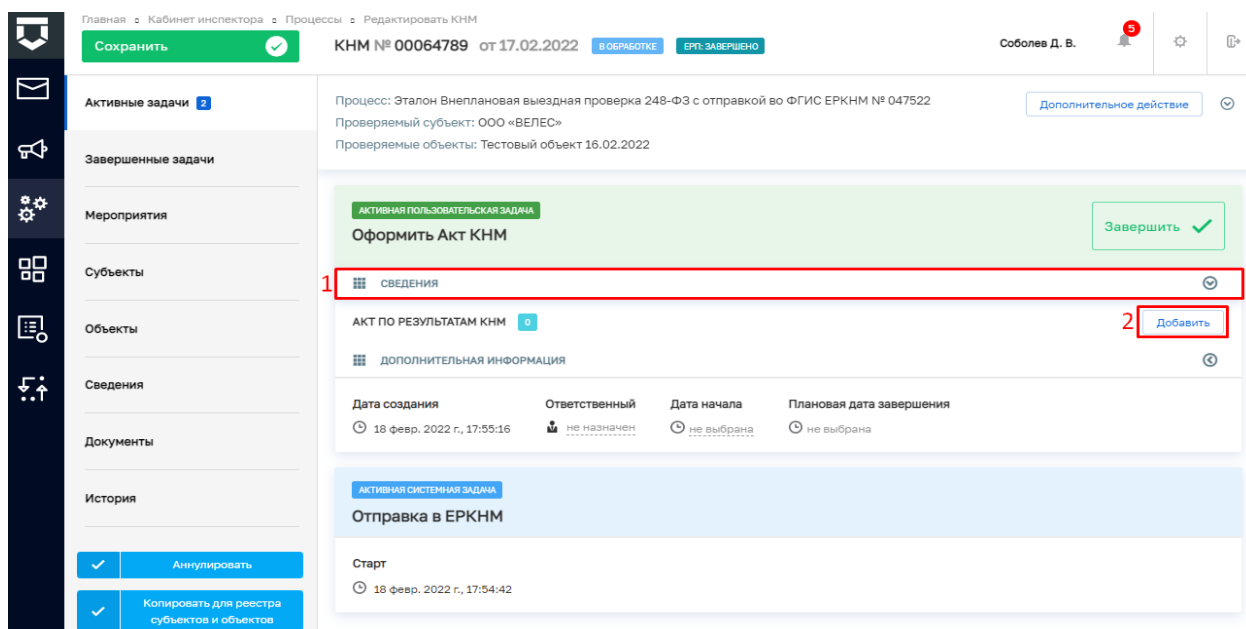 Главная Кабинет инспектора Процессы Редактировать КНМ
Сохранить
КНМ № 00064789 от 17.02.2022 В ОБРАБОТКЕ ЕРП: ЗАВЕРШЕНО
Соболев Д. В.
5
Активные задачи 2
Завершенные задачи
Мероприятия
Субъекты
Объекты
Сведения
Документы
История
Аннулировать
Копировать для реестра
субъектов и объектов
Процесс: Эталон Внеплановая выездная проверка 248-ФЗ с отправкой во ФГИС ЕРКНМ № 047522
Проверяемый субъект: ООО «ВЕЛЕС»
Проверяемые объекты: Тестовый объект 16.02.2022
Дополнительное действие
АКТИВНАЯ ПОЛЬЗОВАТЕЛЬСКАЯ ЗАДАЧА
Оформить Акт КНМ
Завершить
1 СВЕДЕНИЯ
АКТ ПО РЕЗУЛЬТАТАМ КНМ 0
2 Добавить
ДОПОЛНИТЕЛЬНАЯ ИНФОРМАЦИЯ
Дата создания Ответственный Дата начала Плановая дата завершения
18 февр. 2022 г., 17:55:16 не назначен не выбрана не выбрана
АКТИВНАЯ СИСТЕМНАЯ ЗАДАЧА
Отправка в ЕРКНМ
Старт
18 февр. 2022 г., 17:54:42